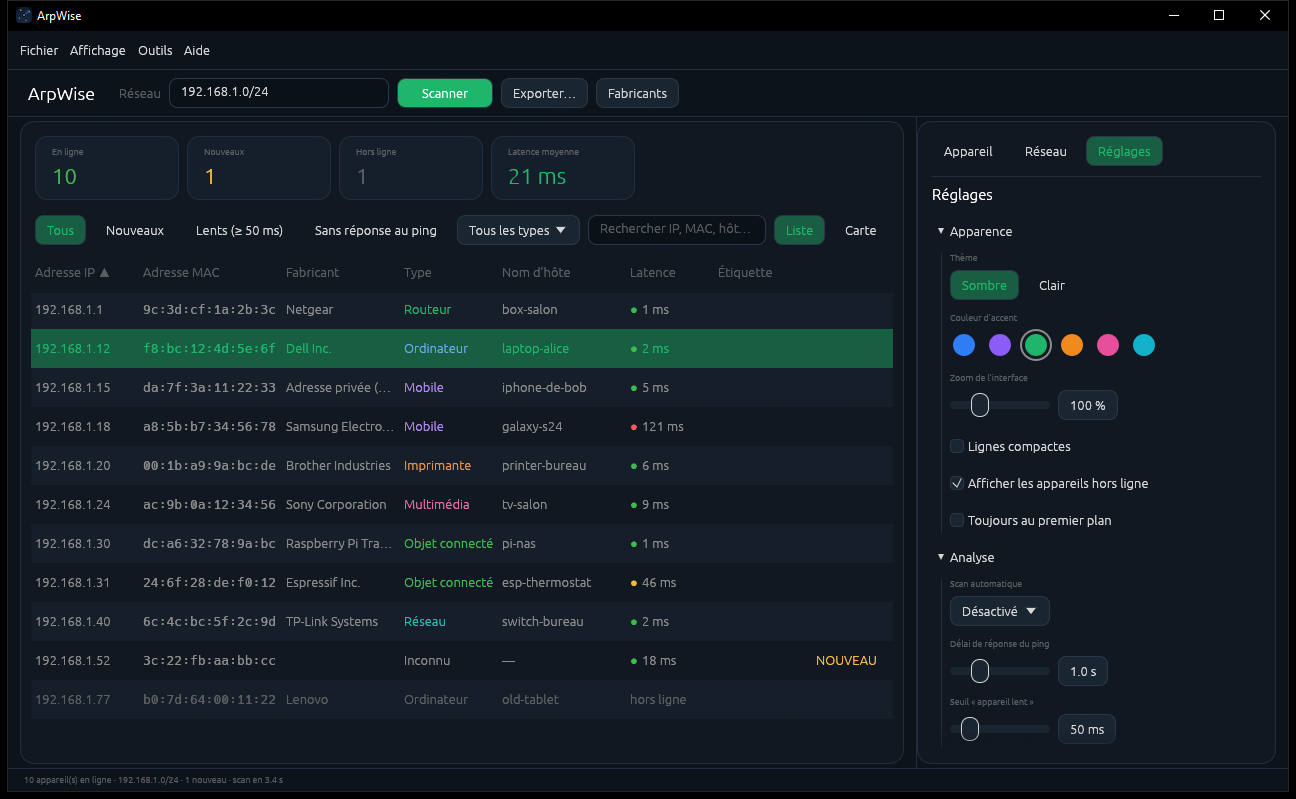 ArpWise
Fichier Affichage Outils Aide
ArpWise Réseau 192.168.1.0/24 Scanner Exporter... Fabricants
En ligne Nouveaux Hors ligne Latence moyenne
10 1 1 21 ms
Tous Nouveaux Lents (≥ 50 ms) Sans réponse au ping Tous les types ▼ Rechercher IP, MAC, hôt... Liste Carte
Adresse IP ▲ Adresse MAC Fabricant Type Nom d'hôte Latence Étiquette
192.168.1.1 9c:3d:cf:1a:2b:3c Netgear Routeur box-salon ● 1 ms
192.168.1.12 f8:bc:12:4d:5e:6f Dell Inc. Ordinateur laptop-alice ● 2 ms
192.168.1.15 da:7f:3a:11:22:33 Adresse privée (... Mobile iphone-de-bob ● 5 ms
192.168.1.18 a8:5b:b7:34:56:78 Samsung Electro... Mobile galaxy-s24 ● 121 ms
192.168.1.20 00:1b:a9:9a:bc:de Brother Industries Imprimante printer-bureau ● 6 ms
192.168.1.24 ac:9b:0a:12:34:56 Sony Corporation Multimédia tv-salon ● 9 ms
192.168.1.30 dc:a6:32:78:9a:bc Raspberry Pi Tra... Objet connecté pi-nas ● 1 ms
192.168.1.31 24:6f:28:de:f0:12 Espressif Inc. Objet connecté esp-thermostat ● 46 ms
192.168.1.40 6c:4c:bc:5f:2c:9d TP-Link Systems Réseau switch-bureau ● 2 ms
192.168.1.52 3c:22:fb:aa:bb:cc Inconnu — ● 18 ms NOUVEAU
192.168.1.77 b0:7d:64:00:11:22 Lenovo Ordinateur old-tablet hors ligne
Appareil Réseau Réglages
Réglages
▼ Apparence
Thème
Sombre Clair
Couleur d'accent
Zoom de l'interface
100 %
Lignes compactes
✓ Afficher les appareils hors ligne
Toujours au premier plan
▼ Analyse
Scan automatique
Désactivé ▼
Délai de réponse du ping
1.0 s
Seuil « appareil lent »
50 ms
10 appareil(s) en ligne · 192.168.1.0/24 · 1 nouveau · scan en 3.4 s